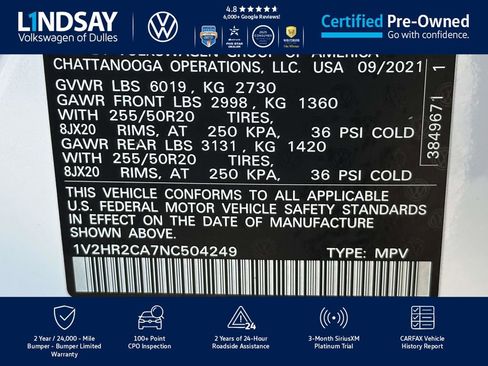 LINDSAY
Volkswagen of Dulles
4.8 ★★★★★
6,000+ Google Reviews!
Certified Pre-Owned
Go with confidence.
CHATTANOOGA OPERATIONS, LLC. USA 09/2021
GVWR LBS 6019, KG 2730
GAWR FRONT LBS 2998, KG 1360
WITH 255/50R20 TIRES,
8JX20 RIMS, AT 250 KPA, 36 PSI COLD
GAWR REAR LBS 3131, KG 1420
WITH 255/50R20 TIRES,
8JX20 RIMS, AT 250 KPA, 36 PSI COLD
THIS VEHICLE CONFORMS TO ALL APPLICABLE
U.S. FEDERAL MOTOR VEHICLE SAFETY STANDARDS
IN EFFECT ON THE DATE OF MANUFACTURE
SHOWN ABOVE.
1V2HR2CA7NC504249 TYPE: MPV
3849671 1
2 Year / 24,000 - Mile
Bumper - Bumper Limited
Warranty
100+ Point
CPO Inspection
24
2 Years of 24-Hour
Roadside Assistance
3-Month SiriusXM
Platinum Trial
CARFAX Vehicle
History Report